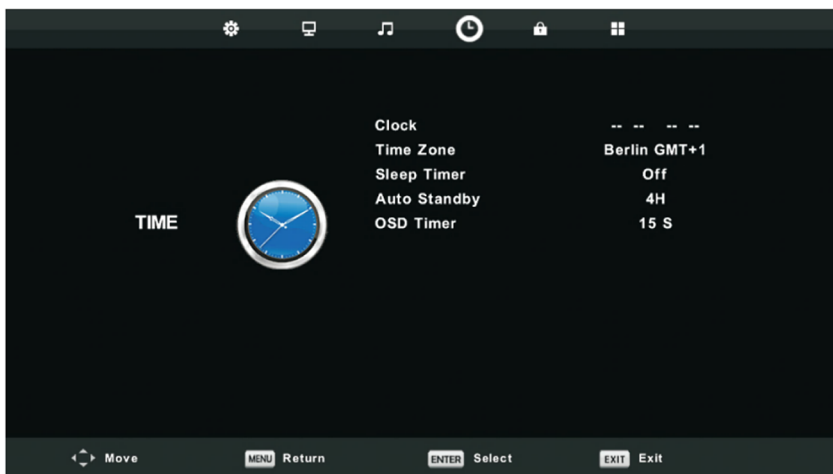 Clock -- -- -- --
Time Zone Berlin GMT+1
Sleep Timer Off
Auto Standby 4H
TIME
OSD Timer 15 S
Move MENU Return ENTER Select EXIT Exit